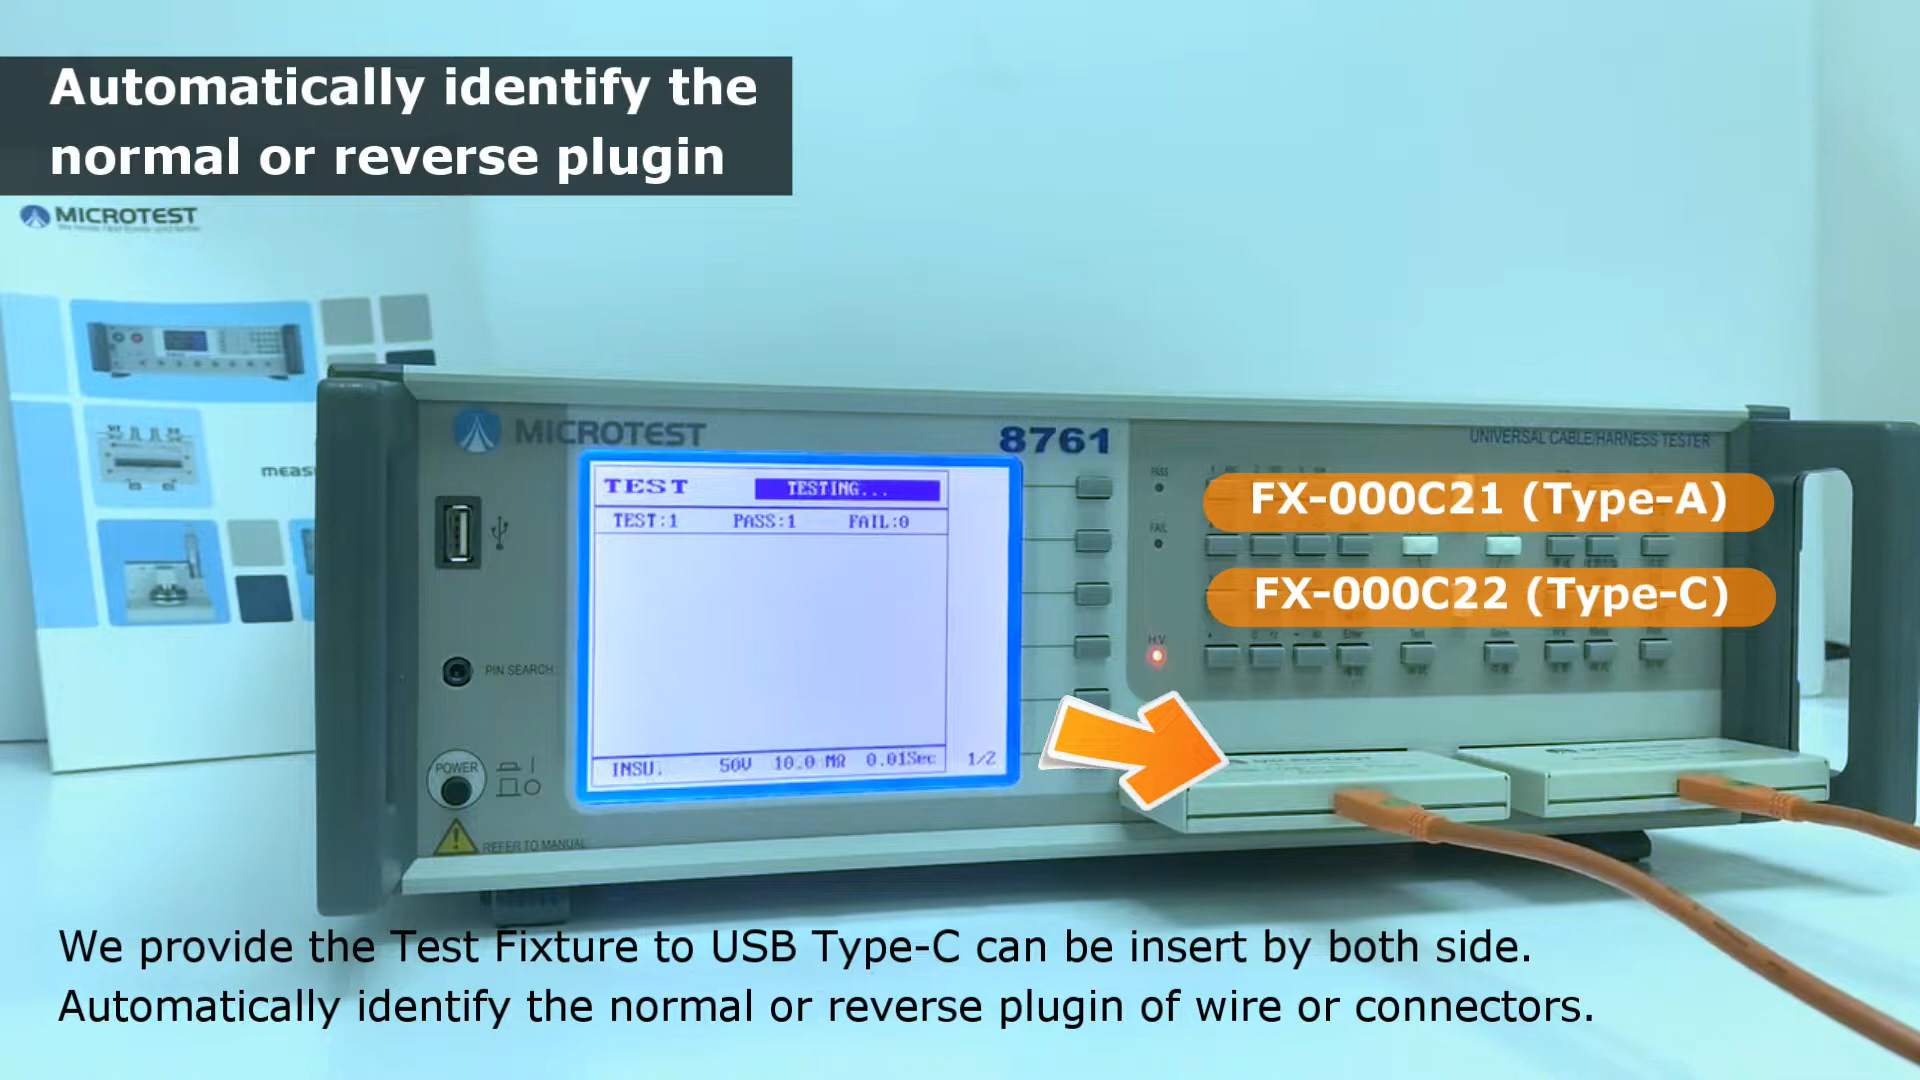 Automatically identify the
normal or reverse plugin
MICROTEST
MICROTEST
8761
UNIVERSAL CABLE/HARNESS TESTER
TEST TESTING...
TEST:1 PASS:1 FAIL:0
INSU. 50V 10.0 MΩ 0.01Sec 1/2
PIN SEARCH
POWER
REFER TO MANUAL
PASS
FAIL
H.V
FX-000C21 (Type-A)
FX-000C22 (Type-C)
We provide the Test Fixture to USB Type-C can be insert by both side.
Automatically identify the normal or reverse plugin of wire or connectors.